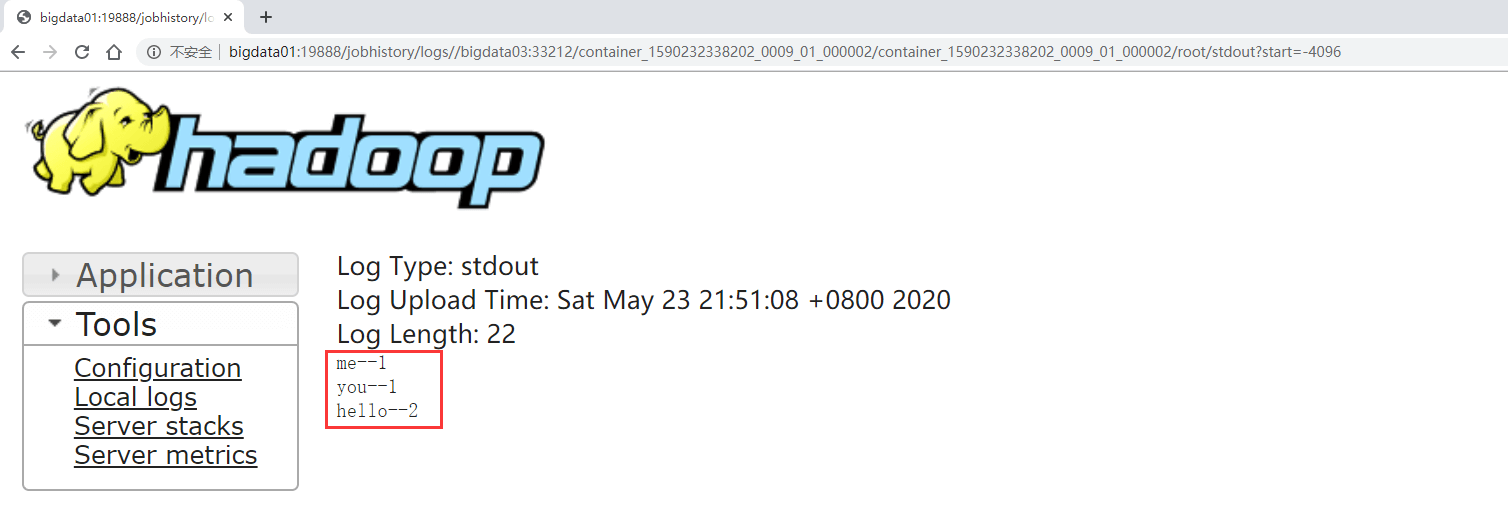 bigdata01:19888/jobhistory/lo
不安全
bigdata01:19888/jobhistory/logs//bigdata03:33212/container_1590232338202_0009_01_000002/container_1590232338202_0009_01_000002/root/stdout?start=-4096
hadoop
Application
Tools
Configuration
Local logs
Server stacks
Server metrics
Log Type: stdout
Log Upload Time: Sat May 23 21:51:08 +0800 2020
Log Length: 22
me--1
you--1
hello--2